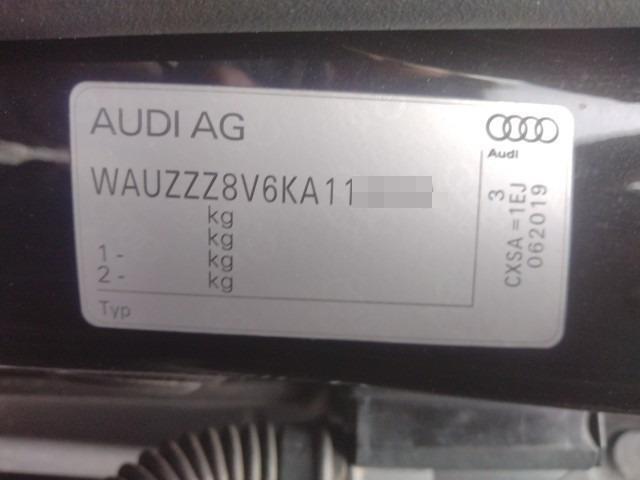 AUDI AG
Audi
WAUZZZ8V6KA11
kg
kg
1 - kg
2 - kg
Typ
3
CXSA =1EJ
062019